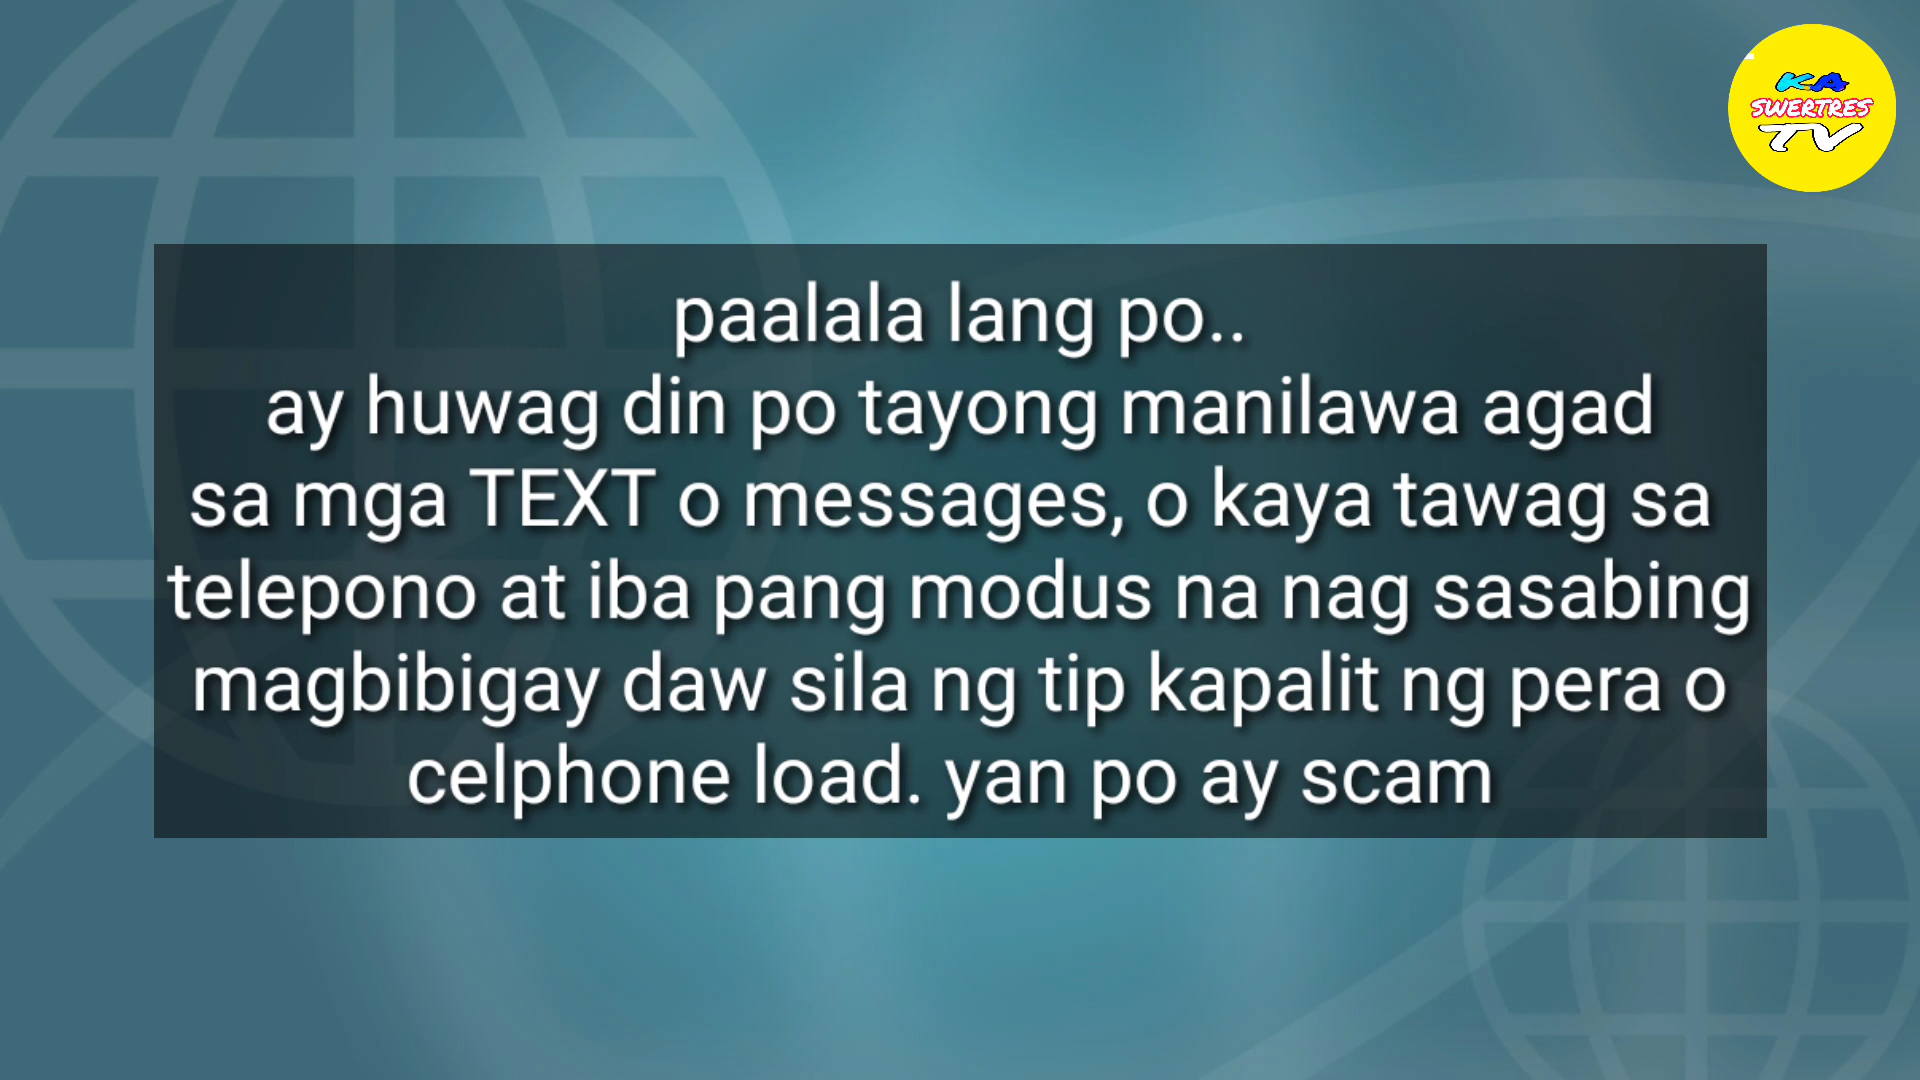 KA
SWERTRES
TV
paalala lang po..
ay huwag din po tayong manilawa agad
sa mga TEXT o messages, o kaya tawag sa
telepono at iba pang modus na nag sasabing
magbibigay daw sila ng tip kapalit ng pera o
celphone load. yan po ay scam